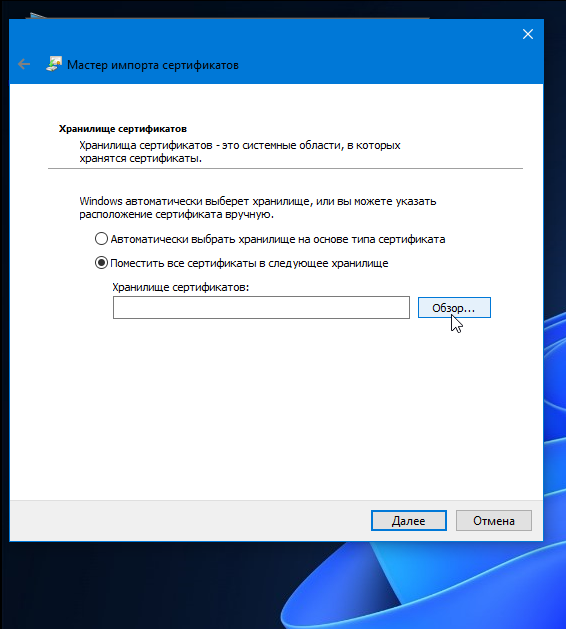 Мастер импорта сертификатов
Хранилище сертификатов
Хранилища сертификатов - это системные области, в которых
хранятся сертификаты.
Windows автоматически выберет хранилище, или вы можете указать
расположение сертификата вручную.
Автоматически выбрать хранилище на основе типа сертификата
Поместить все сертификаты в следующее хранилище
Хранилище сертификатов:
Обзор...
Далее
Отмена